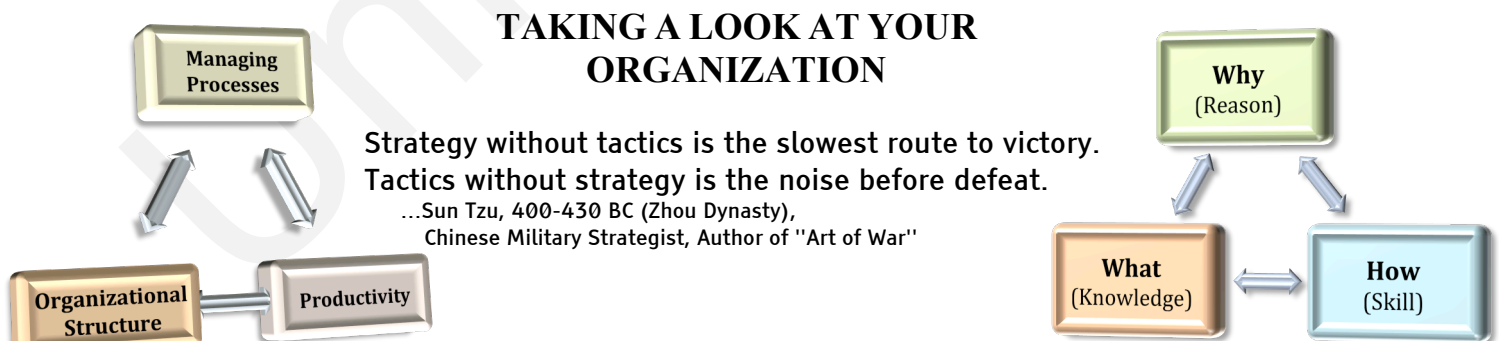 TAKING A LOOK AT YOUR
ORGANIZATION
Managing
Processes
Organizational
Structure
Productivity
Strategy without tactics is the slowest route to victory.
Tactics without strategy is the noise before defeat.
...Sun Tzu, 400-430 BC (Zhou Dynasty),
Chinese Military Strategist, Author of "Art of War"
Why
(Reason)
What
(Knowledge)
How
(Skill)